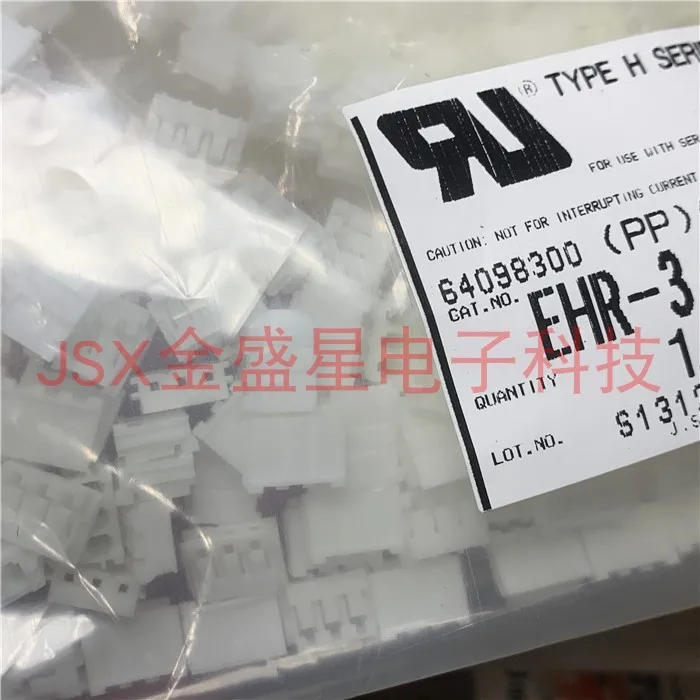 ® TYPE H SERI
FOR USE WITH SER
CAUTION: NOT FOR INTERRUPTING CURRENT
64098300 (PP)
CAT.NO. EHR-3
JSX金盛星电子科技
QUANTITY 1
LOT.NO. S131
J.S